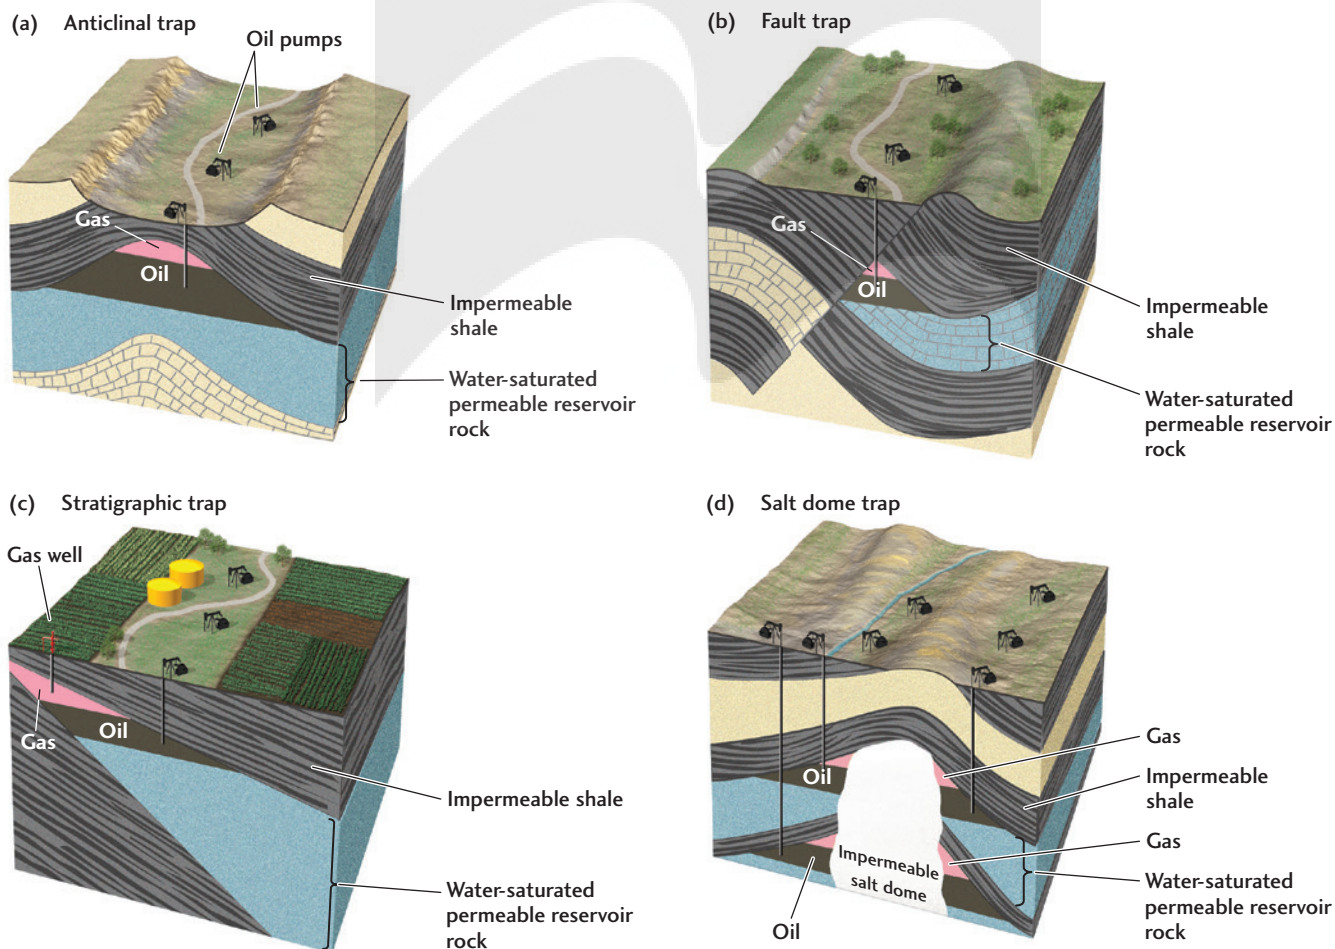 (a) Anticlinal trap
Oil pumps
Gas
Oil
Impermeable
shale
Water-saturated
permeable reservoir
rock
(b) Fault trap
Gas
Oil
Impermeable
shale
Water-saturated
permeable reservoir
rock
(c) Stratigraphic trap
Gas well
Oil
Gas
Impermeable shale
Water-saturated
permeable reservoir
rock
(d) Salt dome trap
Oil
Gas
Impermeable
shale
Gas
Impermeable
salt dome
Water-saturated
permeable reservoir
rock
Oil